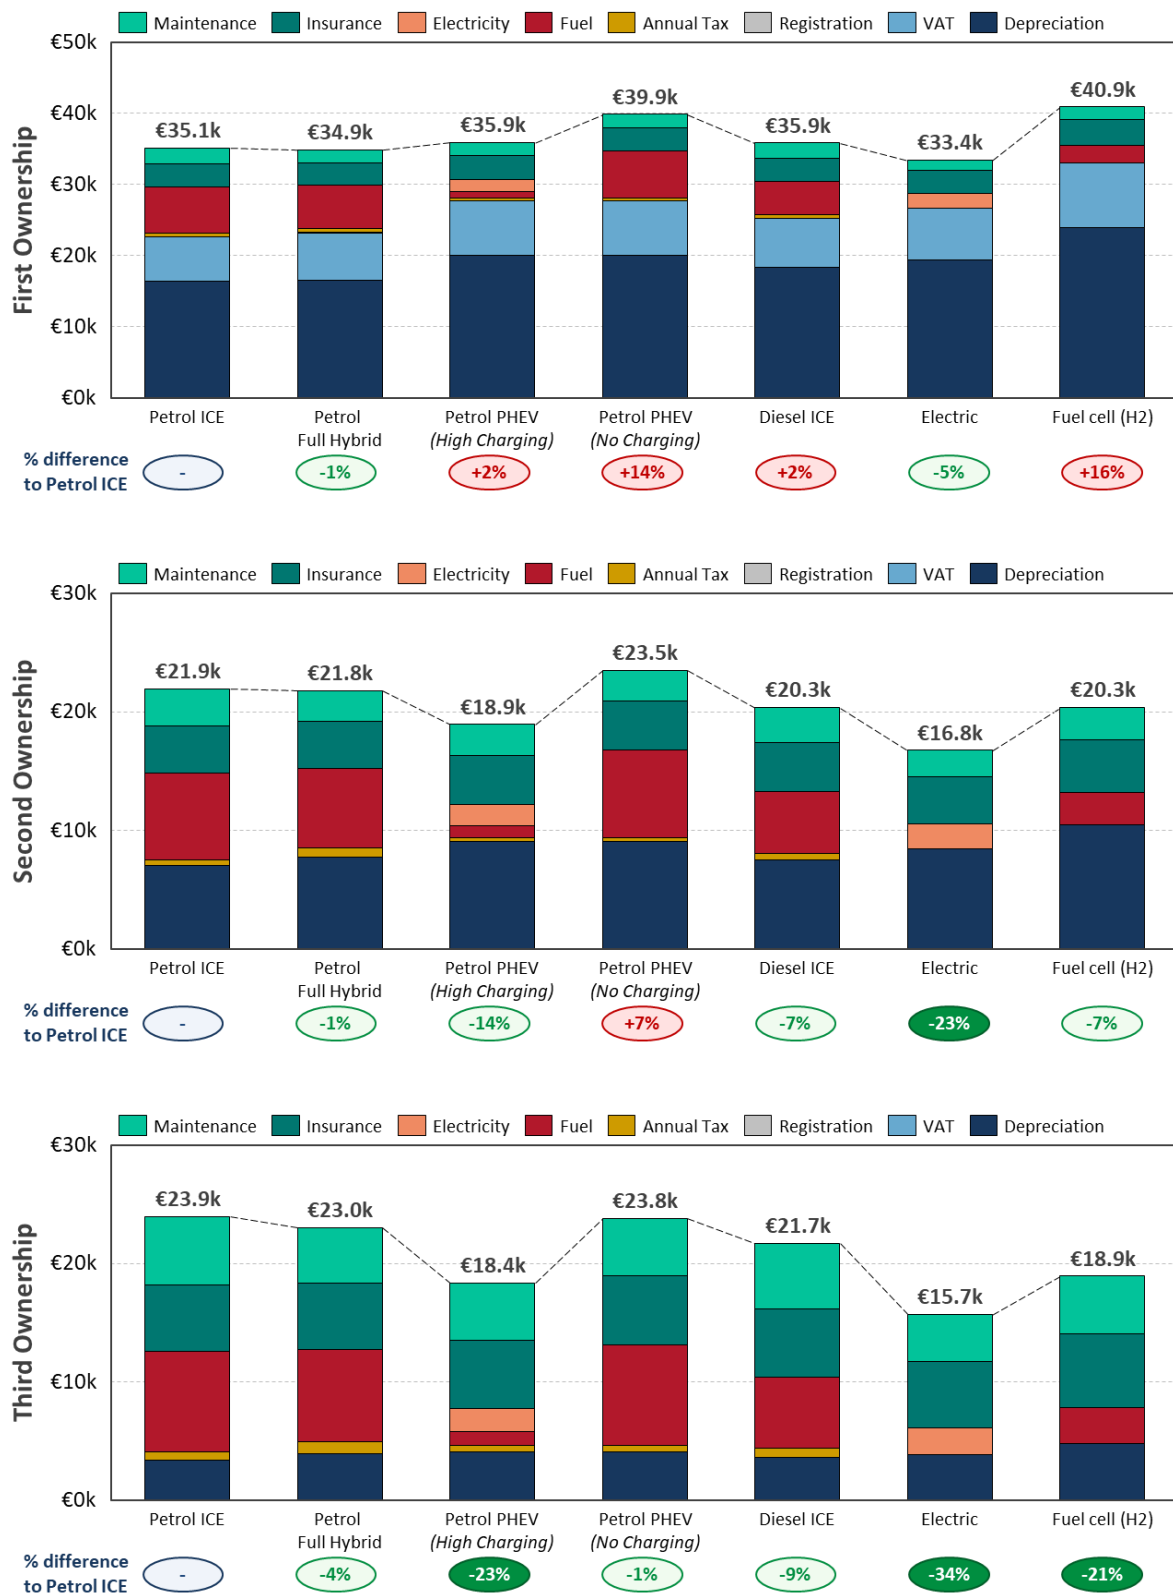 Maintenance Insurance Electricity Fuel Annual Tax Registration VAT Depreciation
First Ownership
€50k
€40k
€30k
€20k
€10k
€0k
€35.1k €34.9k €35.9k €39.9k €35.9k €33.4k €40.9k
Petrol ICE Petrol Petrol PHEV Petrol PHEV Diesel ICE Electric Fuel cell (H2)
Full Hybrid (High Charging) (No Charging)
% difference
to Petrol ICE
- -1% +2% +14% +2% -5% +16%
Maintenance Insurance Electricity Fuel Annual Tax Registration VAT Depreciation
Second Ownership
€30k
€20k
€10k
€0k
€21.9k €21.8k €18.9k €23.5k €20.3k €16.8k €20.3k
Petrol ICE Petrol Petrol PHEV Petrol PHEV Diesel ICE Electric Fuel cell (H2)
Full Hybrid (High Charging) (No Charging)
% difference
to Petrol ICE
- -1% -14% +7% -7% -23% -7%
Maintenance Insurance Electricity Fuel Annual Tax Registration VAT Depreciation
Third Ownership
€30k
€20k
€10k
€0k
€23.9k €23.0k €18.4k €23.8k €21.7k €15.7k €18.9k
Petrol ICE Petrol Petrol PHEV Petrol PHEV Diesel ICE Electric Fuel cell (H2)
Full Hybrid (High Charging) (No Charging)
% difference
to Petrol ICE
- -4% -23% -1% -9% -34% -21%